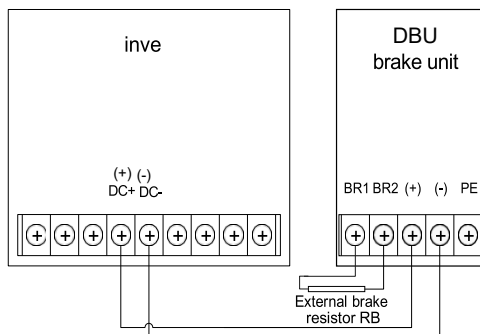 inve
(+) (-)
DC+ DC-
DBU
brake unit
BR1 BR2 (+) (-) PE
External brake
resistor RB